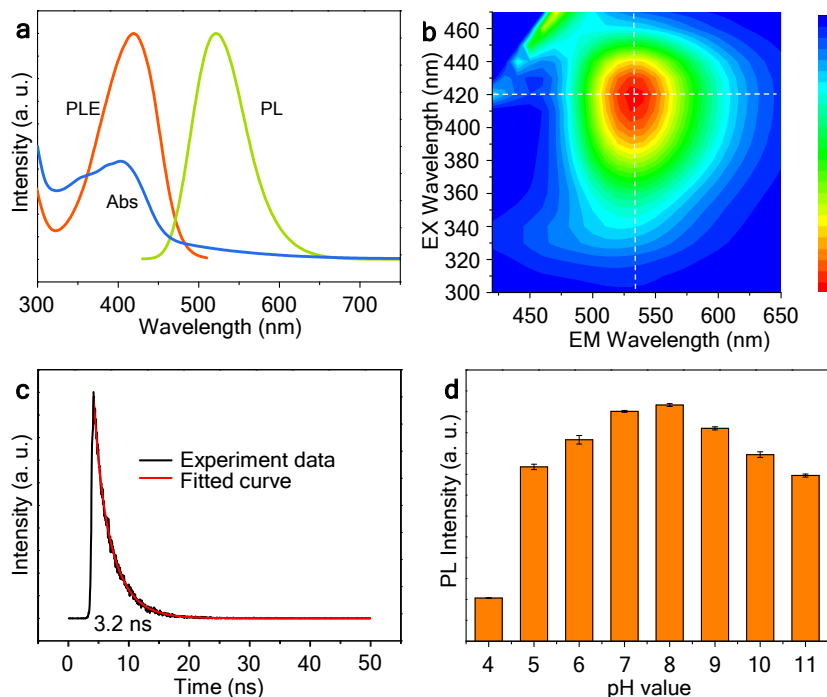 a
PLE
PL
Abs
Intensity (a. u.)
300 400 500 600 700
Wavelength (nm)
b
EX Wavelength (nm)
460
440
420
400
380
360
340
320
300
450 500 550 600 650
EM Wavelength (nm)
c
Intensity (a. u.)
Experiment data
Fitted curve
3.2 ns
0 10 20 30 40 50
Time (ns)
d
PL Intensity (a. u.)
4 5 6 7 8 9 10 11
pH value